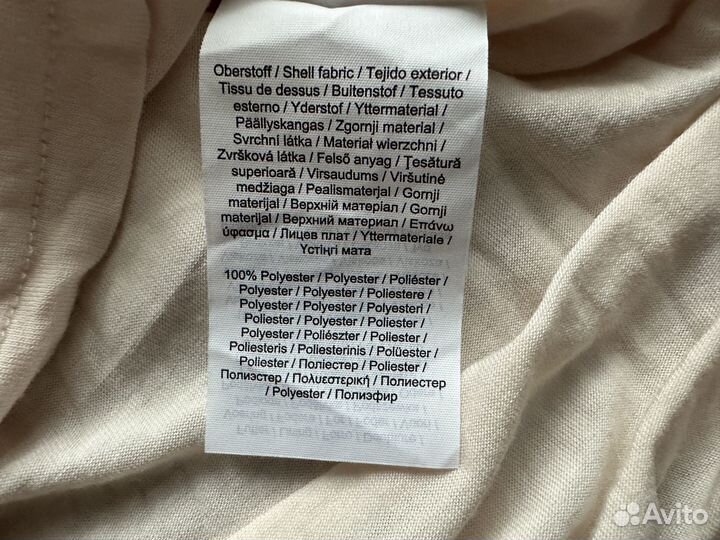 Oberstoff / Shell fabric / Tejido exterior /
Tissu de dessus / Buitenstof / Tessuto
esterno / Yderstof / Yttermaterial /
Päällyskangas / Zgornji material /
Svrchní látka / Materiał wierzchni /
Zvršková látka / Felső anyag / Ţesătură
superioară / Virsaudums / Viršutinė
medžiaga / Pealismaterjal / Gornji
materijal / Верхній матеріал / Gornji
materijal / Верхний материал / Επάνω
ύφασμα / Лицев плат / Yttermateriale /
Үстіңгі мата
100% Polyester / Polyester / Poliéster /
Polyester / Polyester / Poliestere /
Polyester / Polyester / Polyesteri /
Poliester / Polyester / Poliester /
Polyester / Poliészter / Poliester /
Poliesteris / Poliesterinis / Polüester /
Poliester / Поліестер / Poliester /
Полиэстер / Πολυεστερική / Полиестер
/ Polyester / Полиэфир
Avito